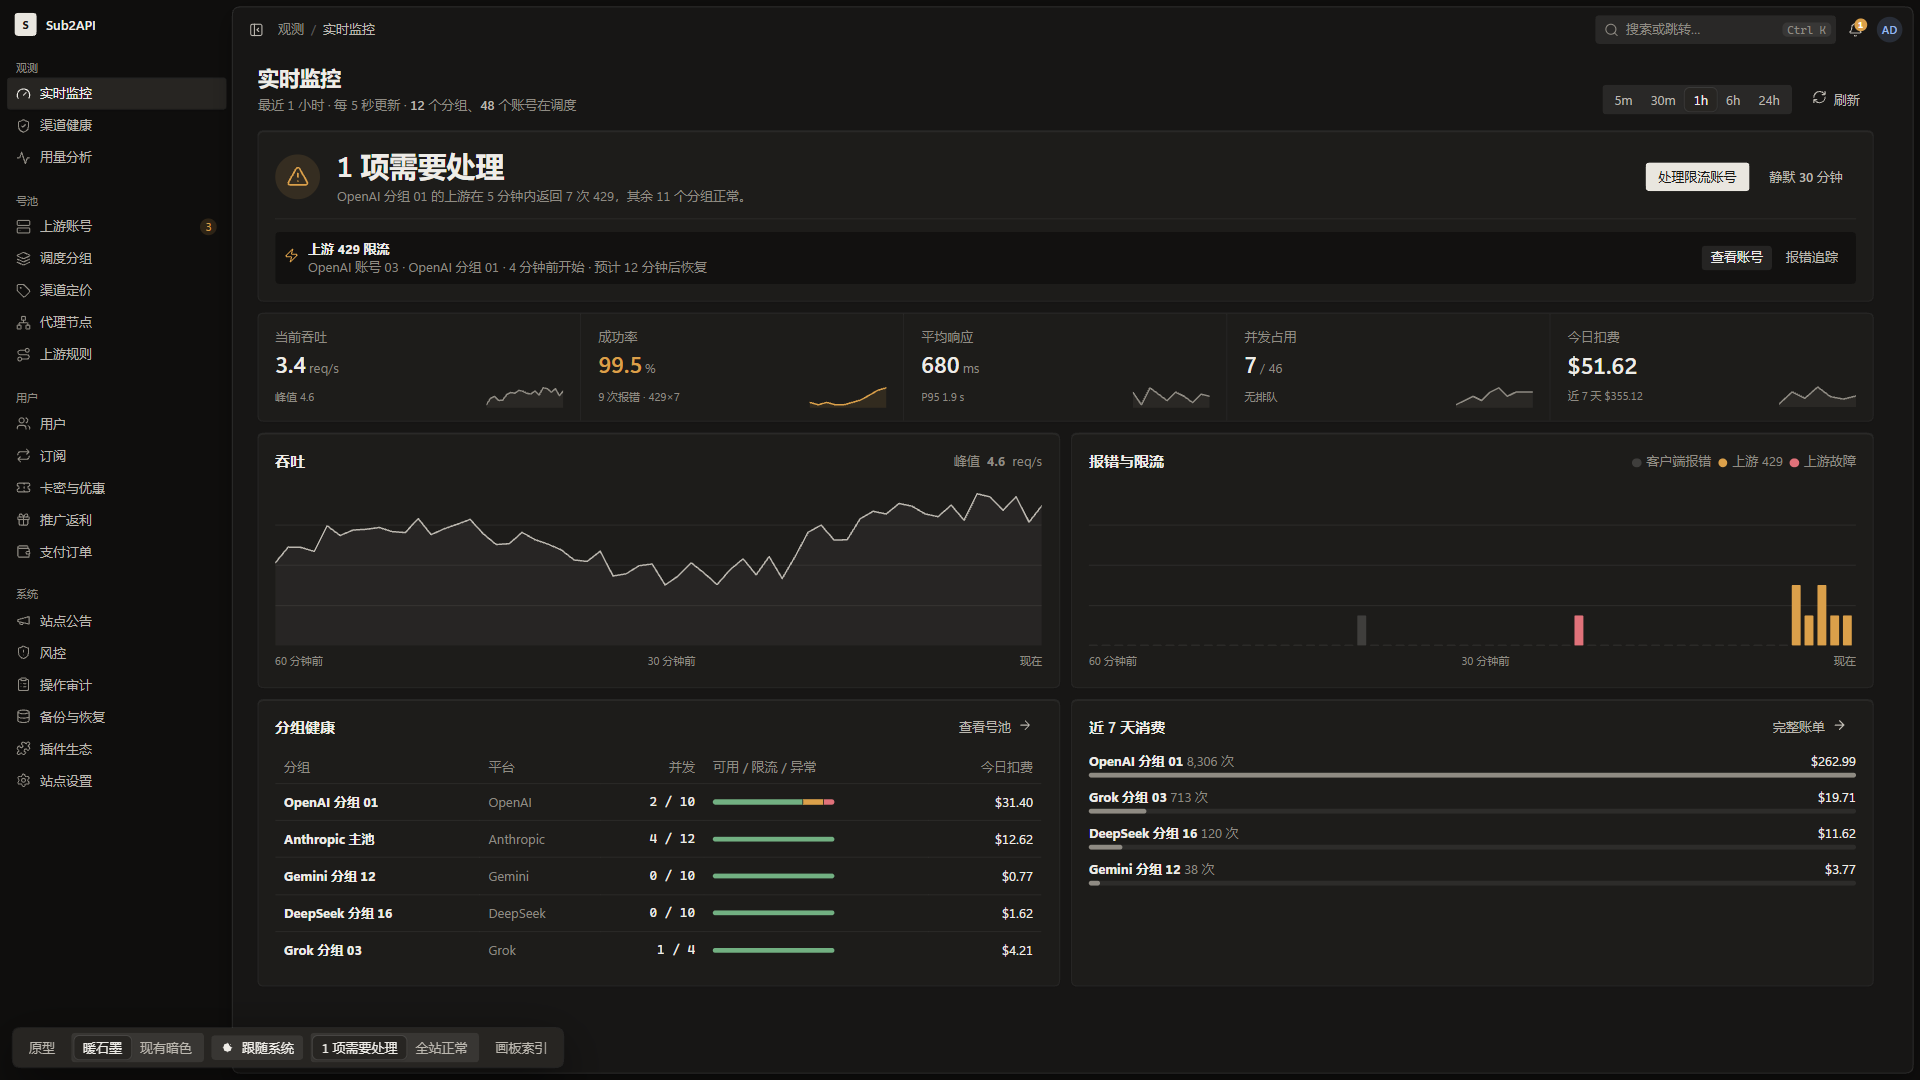 S Sub2API
观测
实时监控
渠道健康
用量分析
号池
上游账号 3
调度分组
渠道定价
代理节点
上游规则
用户
用户
订阅
卡密与优惠
推广返利
支付订单
系统
站点公告
风控
操作审计
备份与恢复
插件生态
站点设置
观测 / 实时监控
搜索或跳转... Ctrl K
1
AD
实时监控
最近 1 小时 · 每 5 秒更新 · 12 个分组、48 个账号在调度
5m 30m 1h 6h 24h 刷新
1 项需要处理
OpenAI 分组 01 的上游在 5 分钟内返回 7 次 429，其余 11 个分组正常。
处理限流账号 静默 30 分钟
上游 429 限流
OpenAI 账号 03 · OpenAI 分组 01 · 4 分钟前开始 · 预计 12 分钟后恢复
查看账号 报错追踪
当前吞吐
3.4 req/s
峰值 4.6
成功率
99.5 %
9 次报错 · 429×7
平均响应
680 ms
P95 1.9 s
并发占用
7 / 46
无排队
今日扣费
$51.62
近 7 天 $355.12
吞吐 峰值 4.6 req/s
60 分钟前 30 分钟前 现在
报错与限流 客户端报错 上游 429 上游故障
60 分钟前 30 分钟前 现在
分组健康 查看号池 →
分组 平台 并发 可用 / 限流 / 异常 今日扣费
OpenAI 分组 01 OpenAI 2 / 10 $31.40
Anthropic 主池 Anthropic 4 / 12 $12.62
Gemini 分组 12 Gemini 0 / 10 $0.77
DeepSeek 分组 16 DeepSeek 0 / 10 $1.62
Grok 分组 03 Grok 1 / 4 $4.21
近 7 天消费 完整账单 →
OpenAI 分组 01 8,306 次 $262.99
Grok 分组 03 713 次 $19.71
DeepSeek 分组 16 120 次 $11.62
Gemini 分组 12 38 次 $3.77
原型 暖石墨 现有暗色 跟随系统 1 项需要处理 全站正常 画板索引